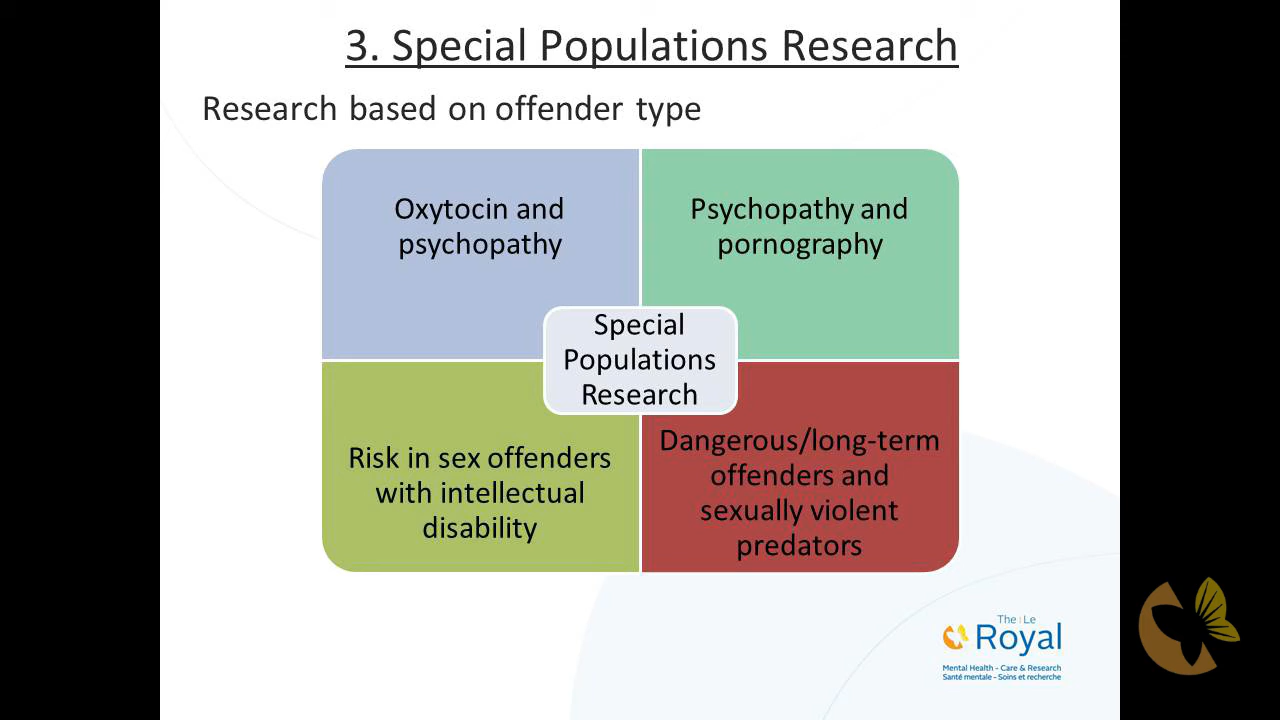 3. Special Populations Research
Research based on offender type
Oxytocin and
psychopathy
Psychopathy and
pornography
Special
Populations
Research
Risk in sex offenders
with intellectual
disability
Dangerous/long-term
offenders and
sexually violent
predators
The | Le
Royal
Mental Health - Care & Research
Santé mentale - Soins et recherche